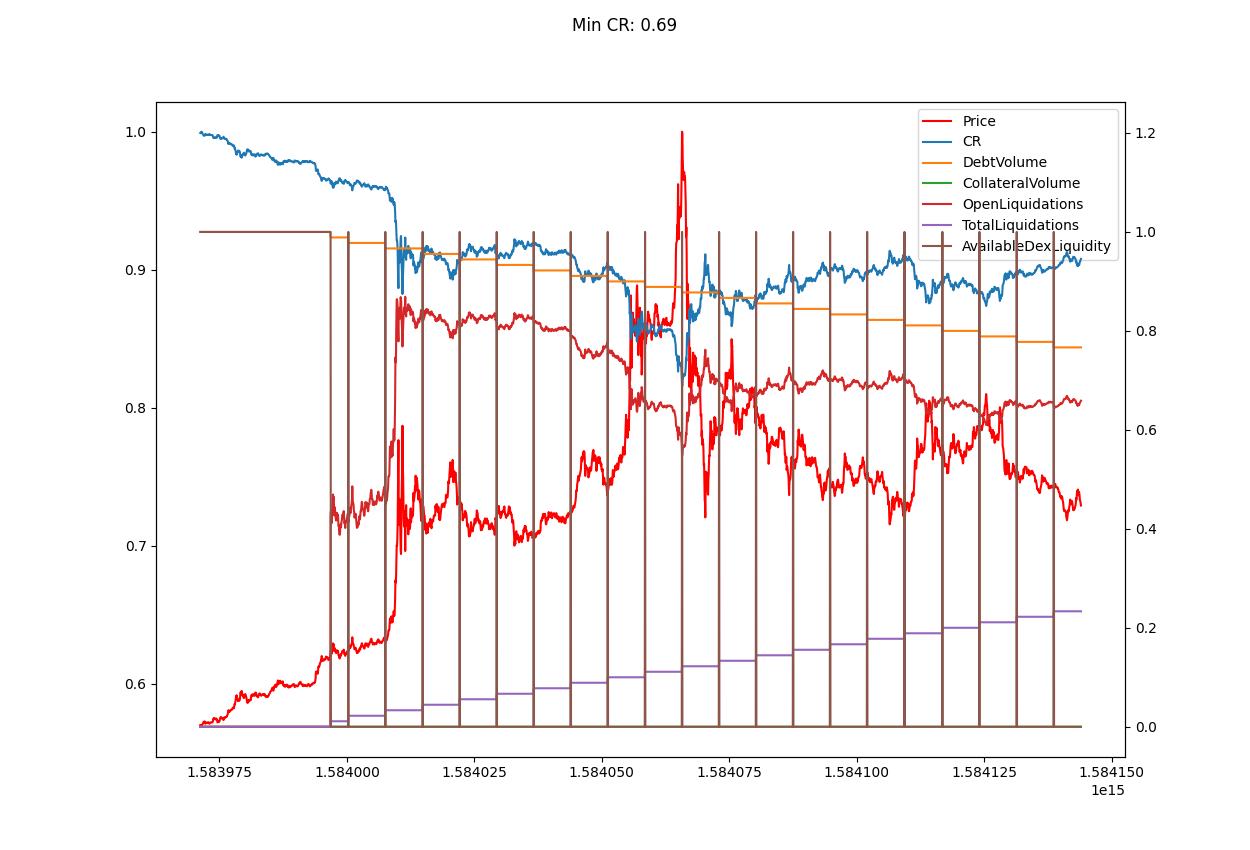 Min CR: 0.69
Price
CR
DebtVolume
CollateralVolume
OpenLiquidations
TotalLiquidations
AvailableDexLiquidity
1.0
0.9
0.8
0.7
0.6
1.2
1.0
0.8
0.6
0.4
0.2
0.0
1.583975 1.584000 1.584025 1.584050 1.584075 1.584100 1.584125 1.584150
1e15